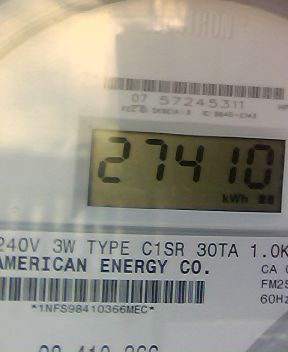 07 57245311
27410
kWh
240V 3W TYPE C1SR 30TA 1.0K
AMERICAN ENERGY CO.
CA
FM2S
60Hz
*1NFS98410366MEC*